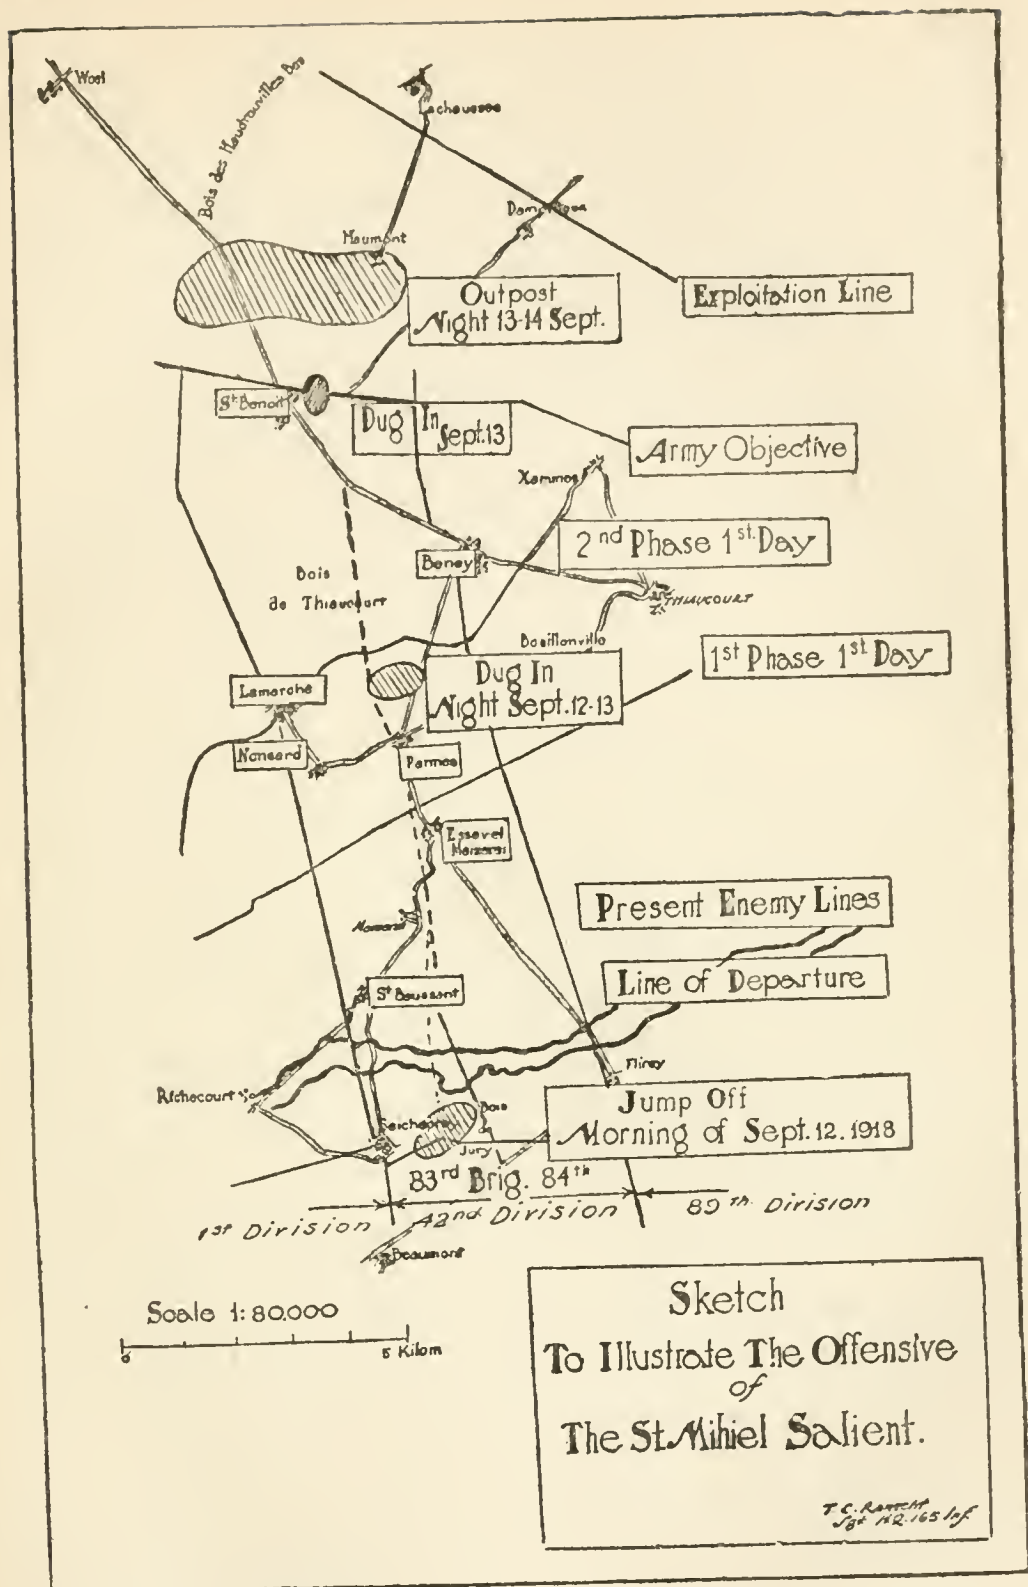 Woel
Lachaussee
Bois des Haudrouvilles Bas
Haumont
Outpost
Night 13-14 Sept.
Exploitation Line
St. Benoit
Dug In
Sept.13
Army Objective
Xammes
2nd Phase 1st. Day
Beney
Bois
de Thiaucourt
THIAUCOURT
Bouillonville
1st Phase 1st. Day
Lamarche
Dug In
Night Sept.12-13
Nonsard
Pannes
Essey et
Maizerai
Present Enemy Lines
Line of Departure
St Baussant
Richecourt
Flirey
Jump Off
Morning of Sept.12.1918
Seicheprey
Bois
de
Jury
83rd Brig. 84th
1st Division
42nd Division
89th Division
Beaumont
Scale 1:80.000
0
5 Kilom
Sketch
To Illustrate The Offensive
of
The St. Mihiel Salient.
Sgt HQ.165 Inf